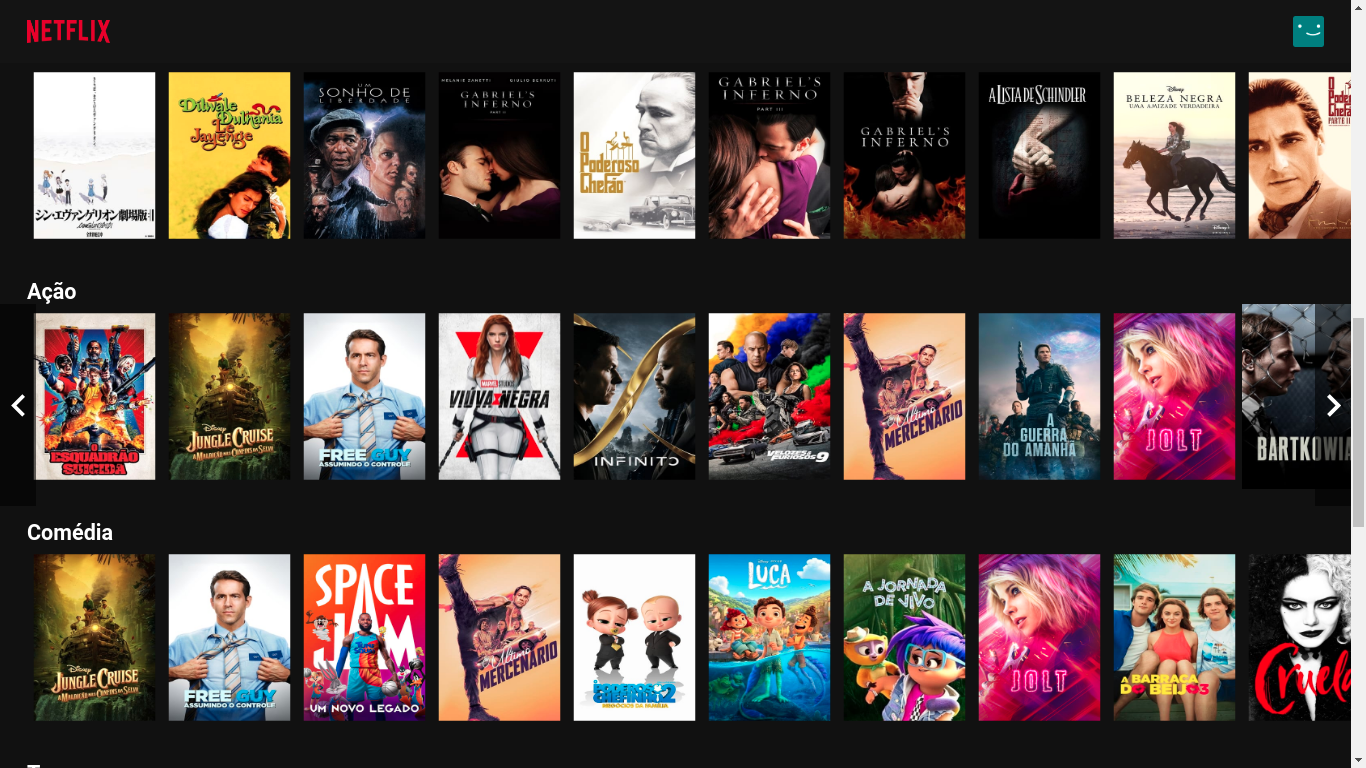 NETFLIX
シン・エヴァンゲリオン劇場版
Dilwale
Dulhania
Le
Jayenge
UM
SONHO DE
LIBERDADE
MELANIE ZANETTI GIULIO BERRUTI
GABRIEL'S
INFERNO
PART II
O
Poderoso
Chefão
GABRIEL'S
INFERNO
PART III
GABRIEL'S
INFERNO
A LISTA DE SCHINDLER
Disney
BELEZA NEGRA
UMA AMIZADE VERDADEIRA
Disney+
O
Poderoso
Chefão
PARTE II
Ação
O
ESQUADRÃO
SUICIDA
Disney
JUNGLE CRUISE
A MALDIÇÃO NOS CONFINS DA SELVA
FREE GUY
ASSUMINDO O CONTROLE
MARVEL STUDIOS
VIÚVA NEGRA
INFINITO
VELOZES &
FURIOSOS 9
O Último
MERCENÁRIO
A
GUERRA
DO AMANHÃ
JOLT
BARTKOWIA
Comédia
Disney
JUNGLE CRUISE
A MALDIÇÃO NOS CONFINS DA SELVA
FREE GUY
ASSUMINDO O CONTROLE
SPACE
JAM
UM NOVO LEGADO
O Último
MERCENÁRIO
2
NEGÓCIOS DA FAMÍLIA
LUCA
A JORNADA
DE VIVO
JOLT
A BARRACA
DO BEIJO 3
Cruel